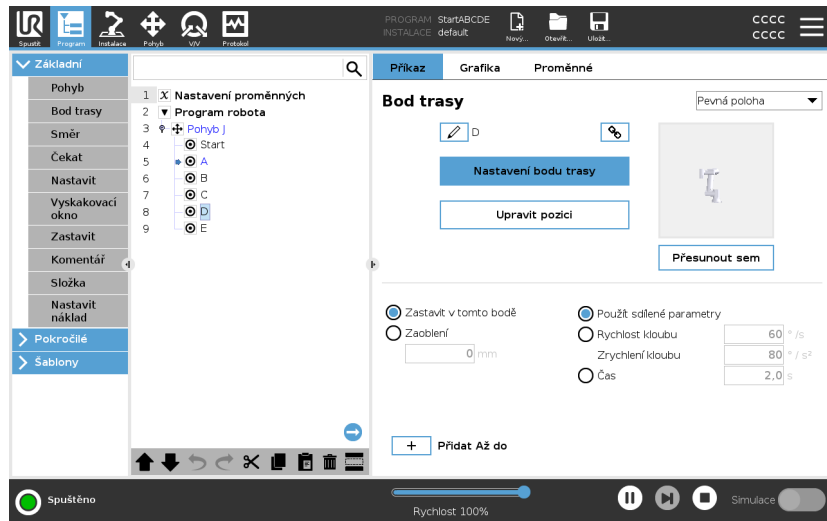 PROGRAM StartABCDE
INSTALACE default
CCCC
CCCC
Spustit Program Instalace Pohyb V/V Protokol Nový... Otevřít... Uložit...
Základní
Pohyb
Bod trasy
Směr
Čekat
Nastavit
Vyskakovací
okno
Zastavit
Komentář
Složka
Nastavit
náklad
Pokročilé
Šablony
1 X Nastavení proměnných
2 Program robota
3 Pohyb J
4 Start
5 A
6 B
7 C
8 D
9 E
Příkaz Grafika Proměnné
Bod trasy
Pevná poloha
D
Nastavení bodu trasy
Upravit pozici
Přesunout sem
Zastavit v tomto bodě
Zaoblení
0 mm
Použít sdílené parametry
Rychlost kloubu 60 °/s
Zrychlení kloubu 80 °/s²
Čas 2,0 s
+ Přidat Až do
Spuštěno
Rychlost 100%
Simulace